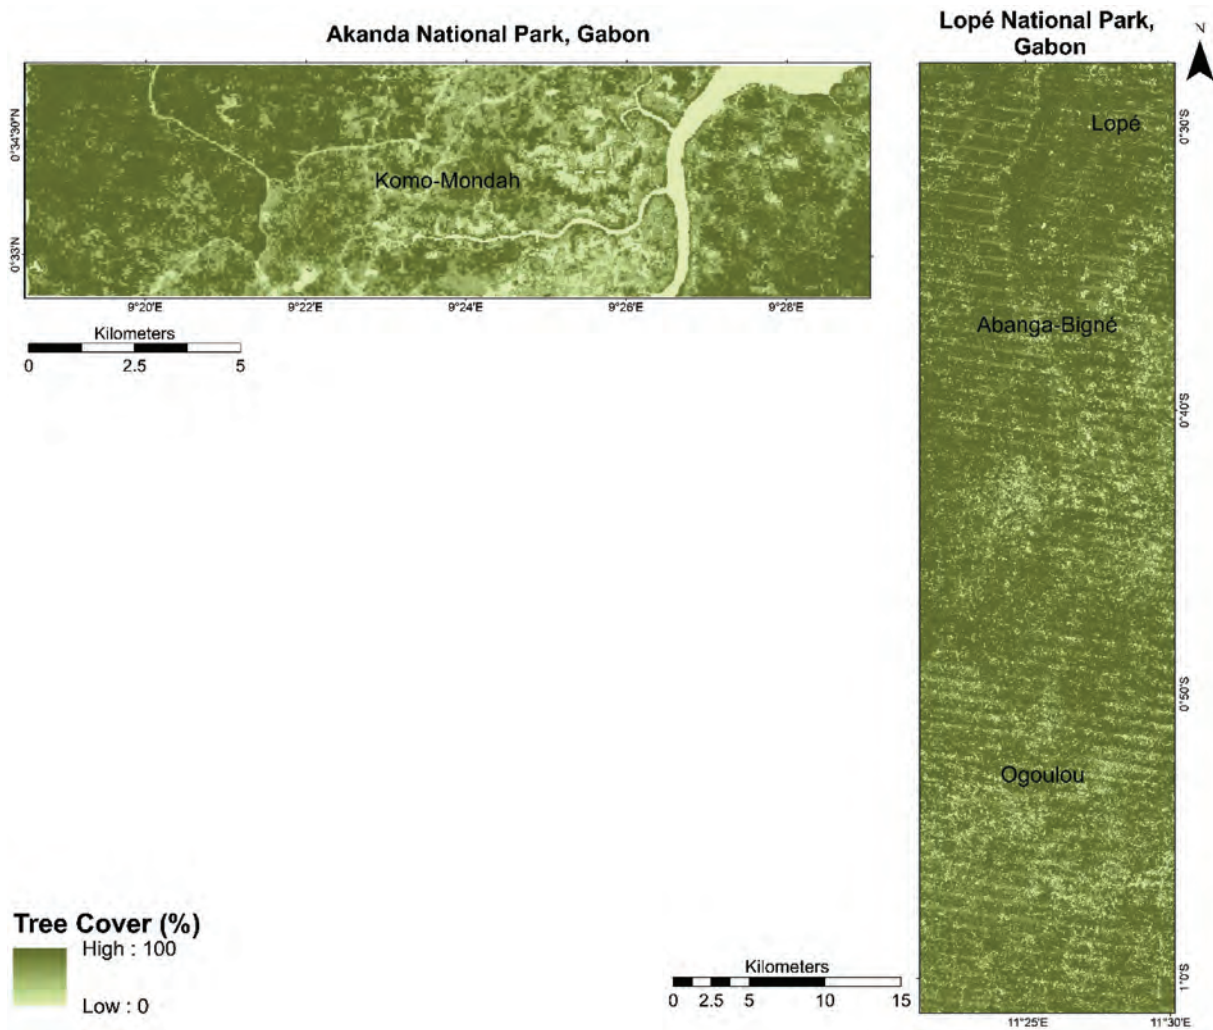 Akanda National Park, Gabon
Lopé National Park,
Gabon
N
0°34'30"N
0°33'N
Komo-Mondah
9°20'E
9°22'E
9°24'E
9°26'E
9°28'E
Kilometers
0
2.5
5
Lopé
Abanga-Bigné
Ogoulou
0°30'S
0°40'S
0°50'S
1°0'S
11°25'E
11°30'E
Tree Cover (%)
High : 100
Low : 0
Kilometers
0
2.5
5
10
15